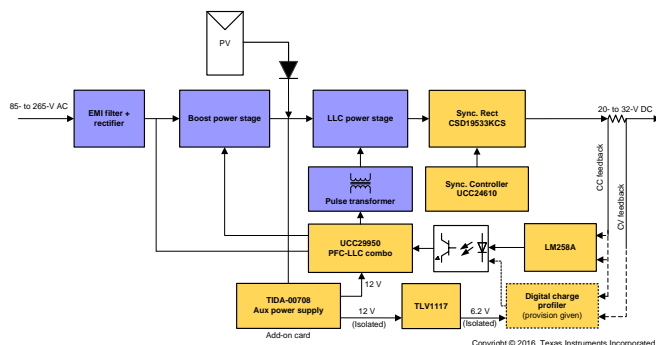 PV
85- to 265-V AC
EMI filter +
rectifier
Boost power stage
LLC power stage
Sync. Rect
CSD19533KCS
20- to 32-V DC
CC feedback
CV feedback
Pulse transformer
Sync. Controller
UCC24610
UCC29950
PFC-LLC combo
LM258A
12 V
TIDA-00708
Aux power supply
12 V
(Isolated)
TLV1117
6.2 V
(Isolated)
Digital charge
profiler
(provision given)
Add-on card
Copyright © 2016, Texas Instruments Incorporated